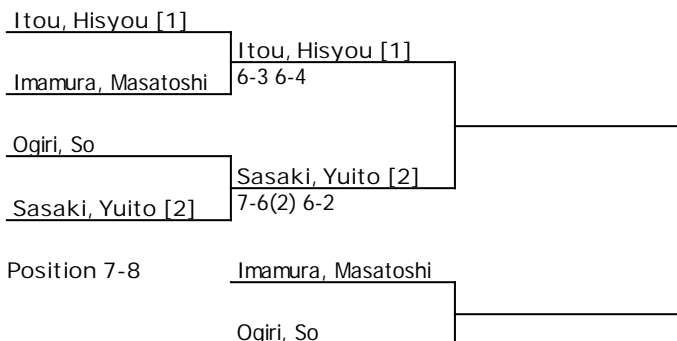 Itou, Hisyou [1]
Itou, Hisyou [1]
Imamura, Masatoshi
6-3 6-4
Ogiri, So
Sasaki, Yuito [2]
Sasaki, Yuito [2]
7-6(2) 6-2
Position 7-8
Imamura, Masatoshi
Ogiri, So